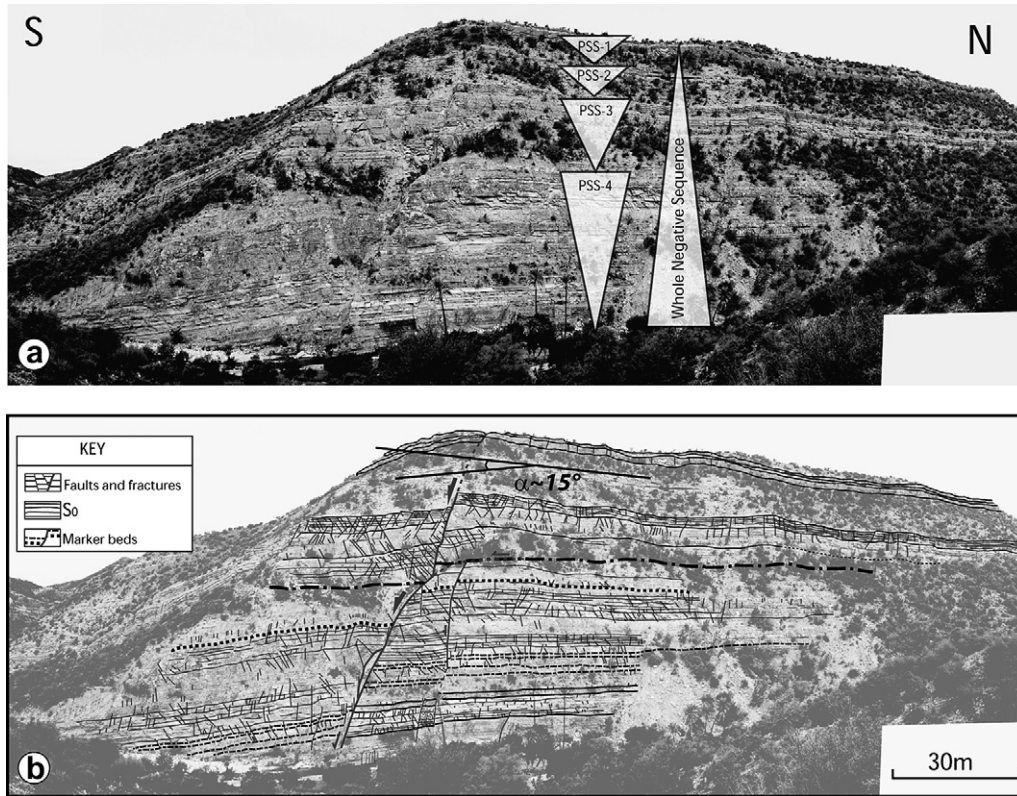 S
N
PSS-1
PSS-2
PSS-3
PSS-4
Whole Negative Sequence
a
KEY
Faults and fractures
S0
Marker beds
α~15°
30m
b